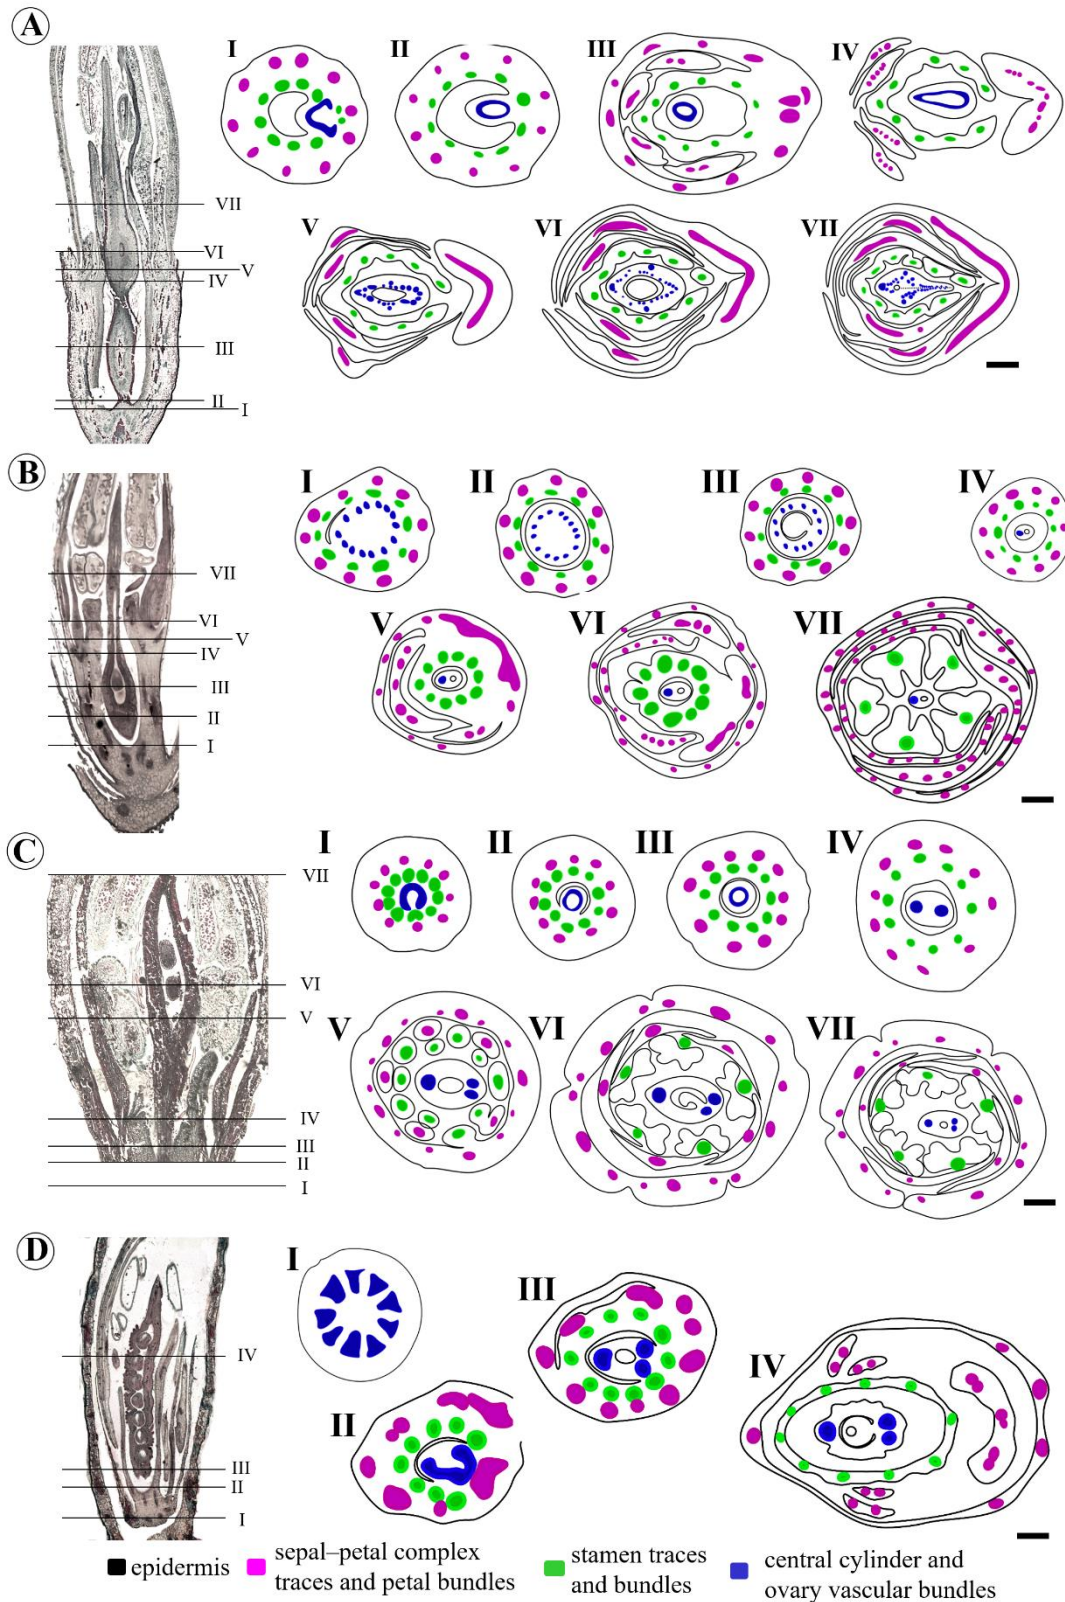 A
I
II
III
IV
VII
VI
V
IV
III
II
I
V
VI
VII
B
I
II
III
IV
VII
VI
V
IV
III
II
I
V
VI
VII
C
I
II
III
IV
VII
VI
V
IV
III
II
I
V
VI
VII
D
I
III
IV
III
II
I
II
IV
epidermis
sepal–petal complex
traces and petal bundles
stamen traces
and bundles
central cylinder and
ovary vascular bundles